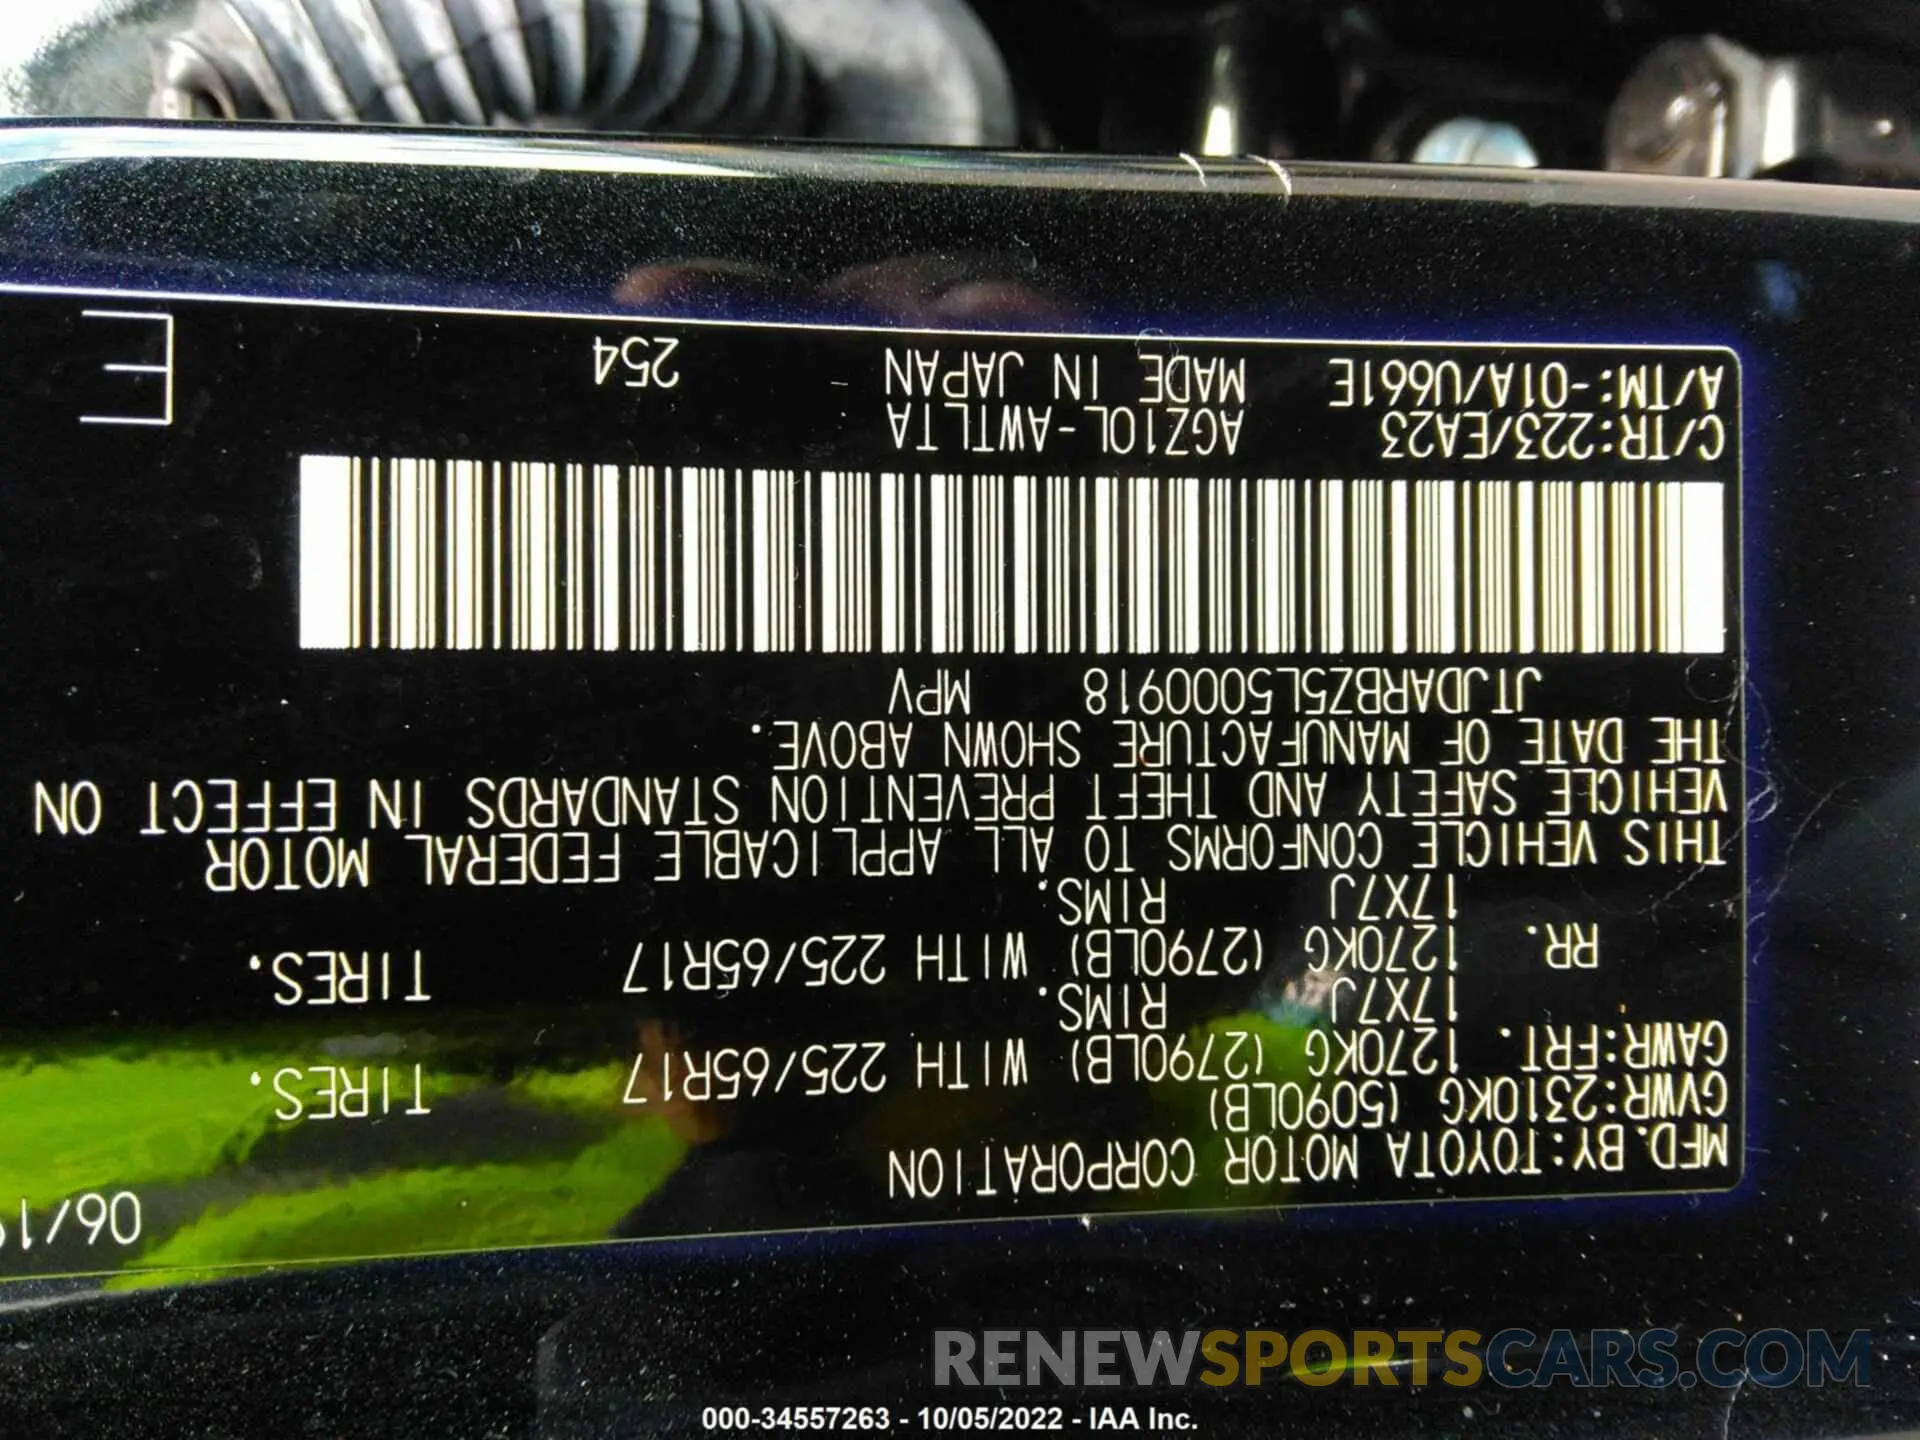 MFD.BY:TOYOTA MOTOR CORPORATION 06/1
GVWR:2310KG (5090LB)
GAWR:FRT. 1270KG (2790LB) WITH 225/65R17 TIRES.
17X7J RIMS.
RR. 1270KG (2790LB) WITH 225/65R17 TIRES.
17X7J RIMS.
THIS VEHICLE CONFORMS TO ALL APPLICABLE FEDERAL MOTOR
VEHICLE SAFETY AND THEFT PREVENTION STANDARDS IN EFFECT ON
THE DATE OF MANUFACTURE SHOWN ABOVE.
JTJDARBZ5L5000918 MPV
C/TR:223/EA23 AGZ10L-AWTLTA
A/TM:-01A/U661E MADE IN JAPAN 254 E
RENEWSPORTSCARS.COM
000-34557263 - 10/05/2022 - IAA Inc.